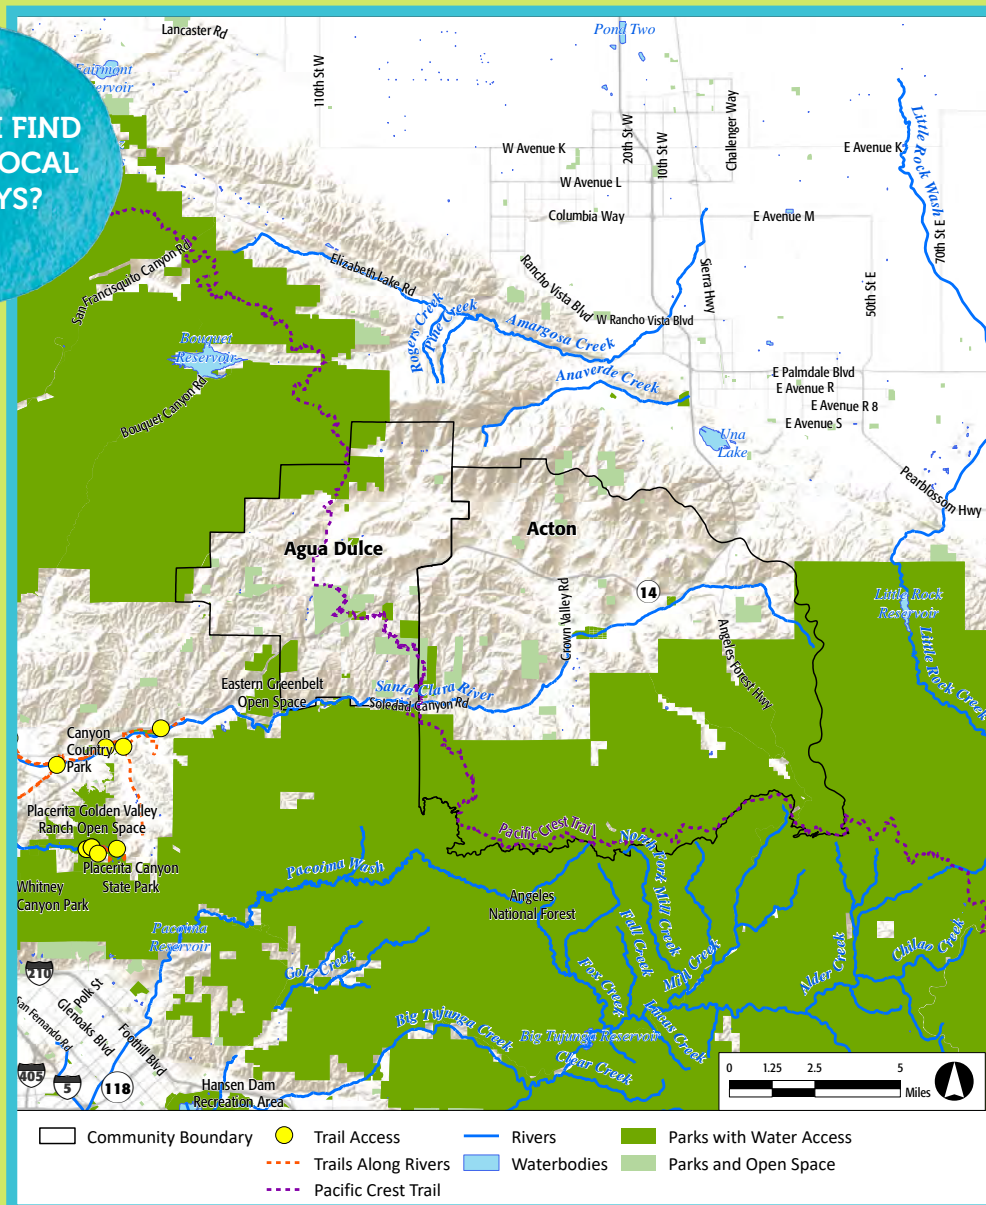 FIND
OCAL
YS?
Lancaster Rd
Pond Two
Fairmont
ervoir
110th St W
20th St W
10th St W
Challenger Way
Little Rock Wash
W Avenue K
E Avenue K
W Avenue L
Columbia Way
E Avenue M
70th St E
San Francisquito Canyon Rd
Elizabeth Lake Rd
Rancho Vista Blvd
Sierra Hwy
50th St E
Rogers Creek
Pine Creek
Amargosa Creek
W Rancho Vista Blvd
Bouquet
Reservoir
Anaverde Creek
E Palmdale Blvd
E Avenue R
E Avenue R 8
E Avenue S
Bouquet Canyon Rd
Una
Lake
Pearblossom Hwy
Agua Dulce
Acton
Crown Valley Rd
14
Little Rock
Reservoir
Little Rock Creek
Angeles Forest Hwy
Eastern Greenbelt
Open Space
Santa Clara River
Soledad Canyon Rd
Canyon
Country
Park
Placerita Golden Valley
Ranch Open Space
Pacific Crest Trail
North Fork Mill Creek
Placerita Canyon
State Park
Whitney
Canyon Park
Pacoima Wash
Angeles
National Forest
Pacoima
Reservoir
Gold Creek
Fall Creek
Fox Creek
Mill Creek
Alder Creek
Chilao Creek
210
Polk St
San Fernando Rd
Glenoaks Blvd
Foothill Blvd
Big Tujunga Creek
Big Tujunga Reservoir
Lucas Creek
Clear Creek
405
5
118
Hansen Dam
Recreation Area
0 1.25 2.5 5
Miles
Community Boundary
Trail Access
Rivers
Parks with Water Access
Trails Along Rivers
Waterbodies
Parks and Open Space
Pacific Crest Trail